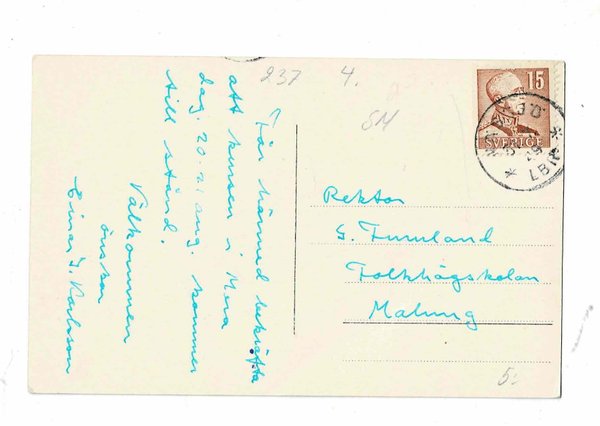 Får härmed bekräfta
att kursen i Mora
dag. 20-21 aug. kommer
till stånd.
Välkommen
önskar
Einar J. Karlsson
237 4.
SM
15
SVERIGE
Rektor
G. Furuland
Folkhögskolan
Malung
5: